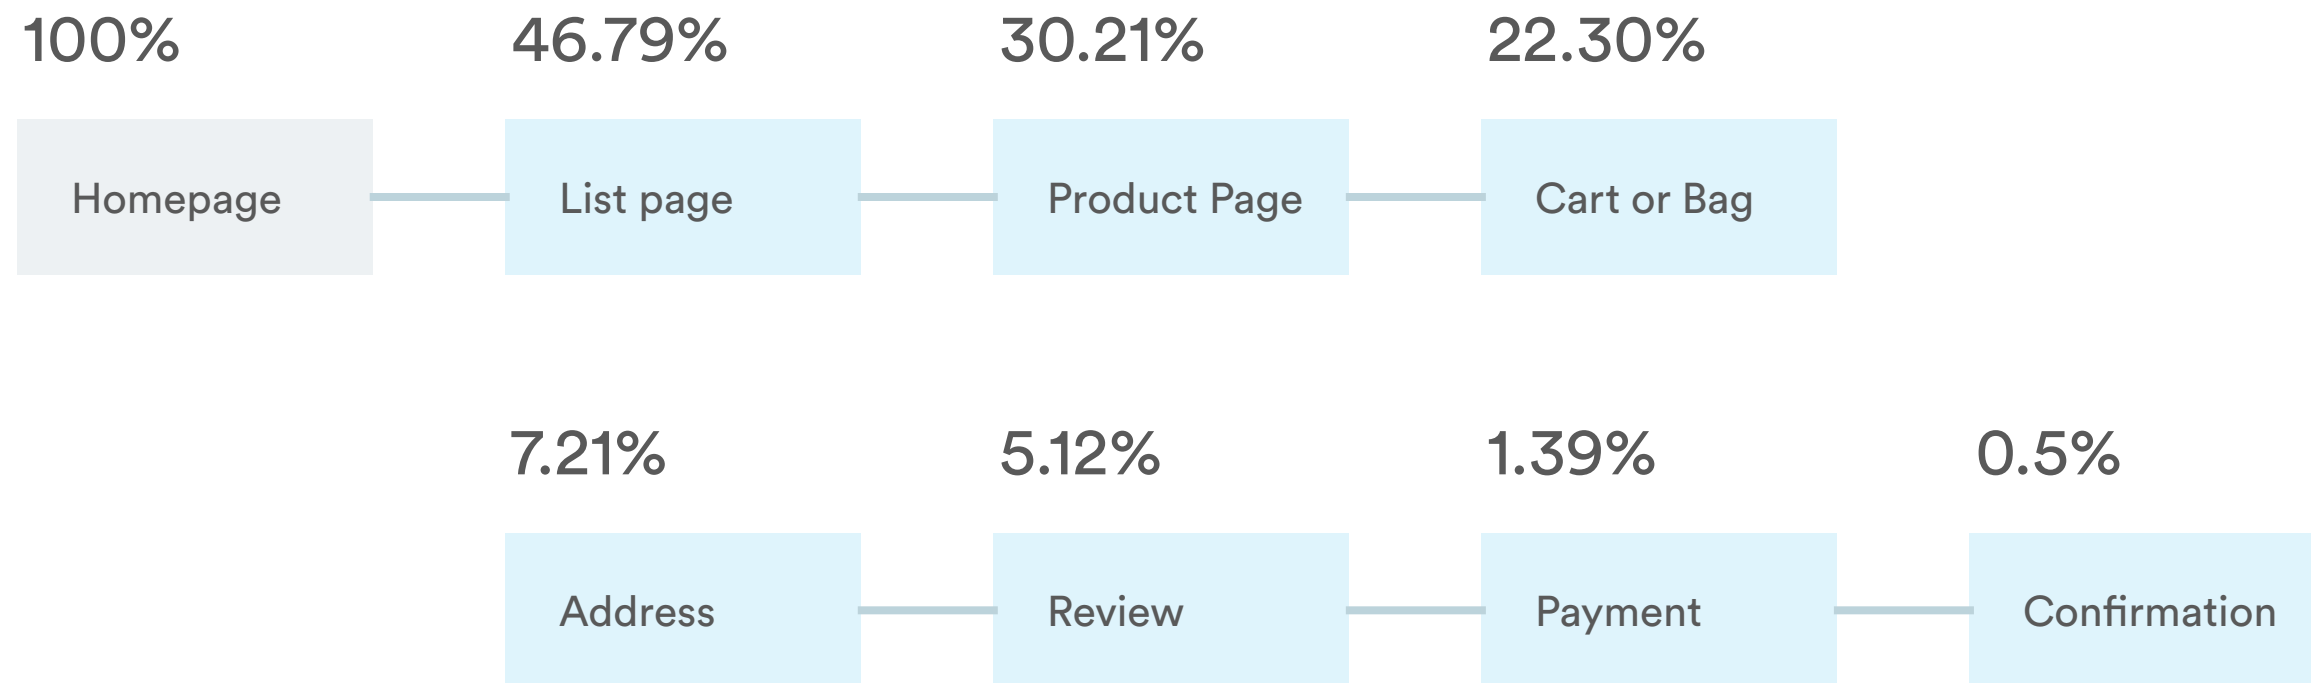 100%
46.79%
30.21%
22.30%
Homepage
List page
Product Page
Cart or Bag
7.21%
5.12%
1.39%
0.5%
Address
Review
Payment
Confirmation